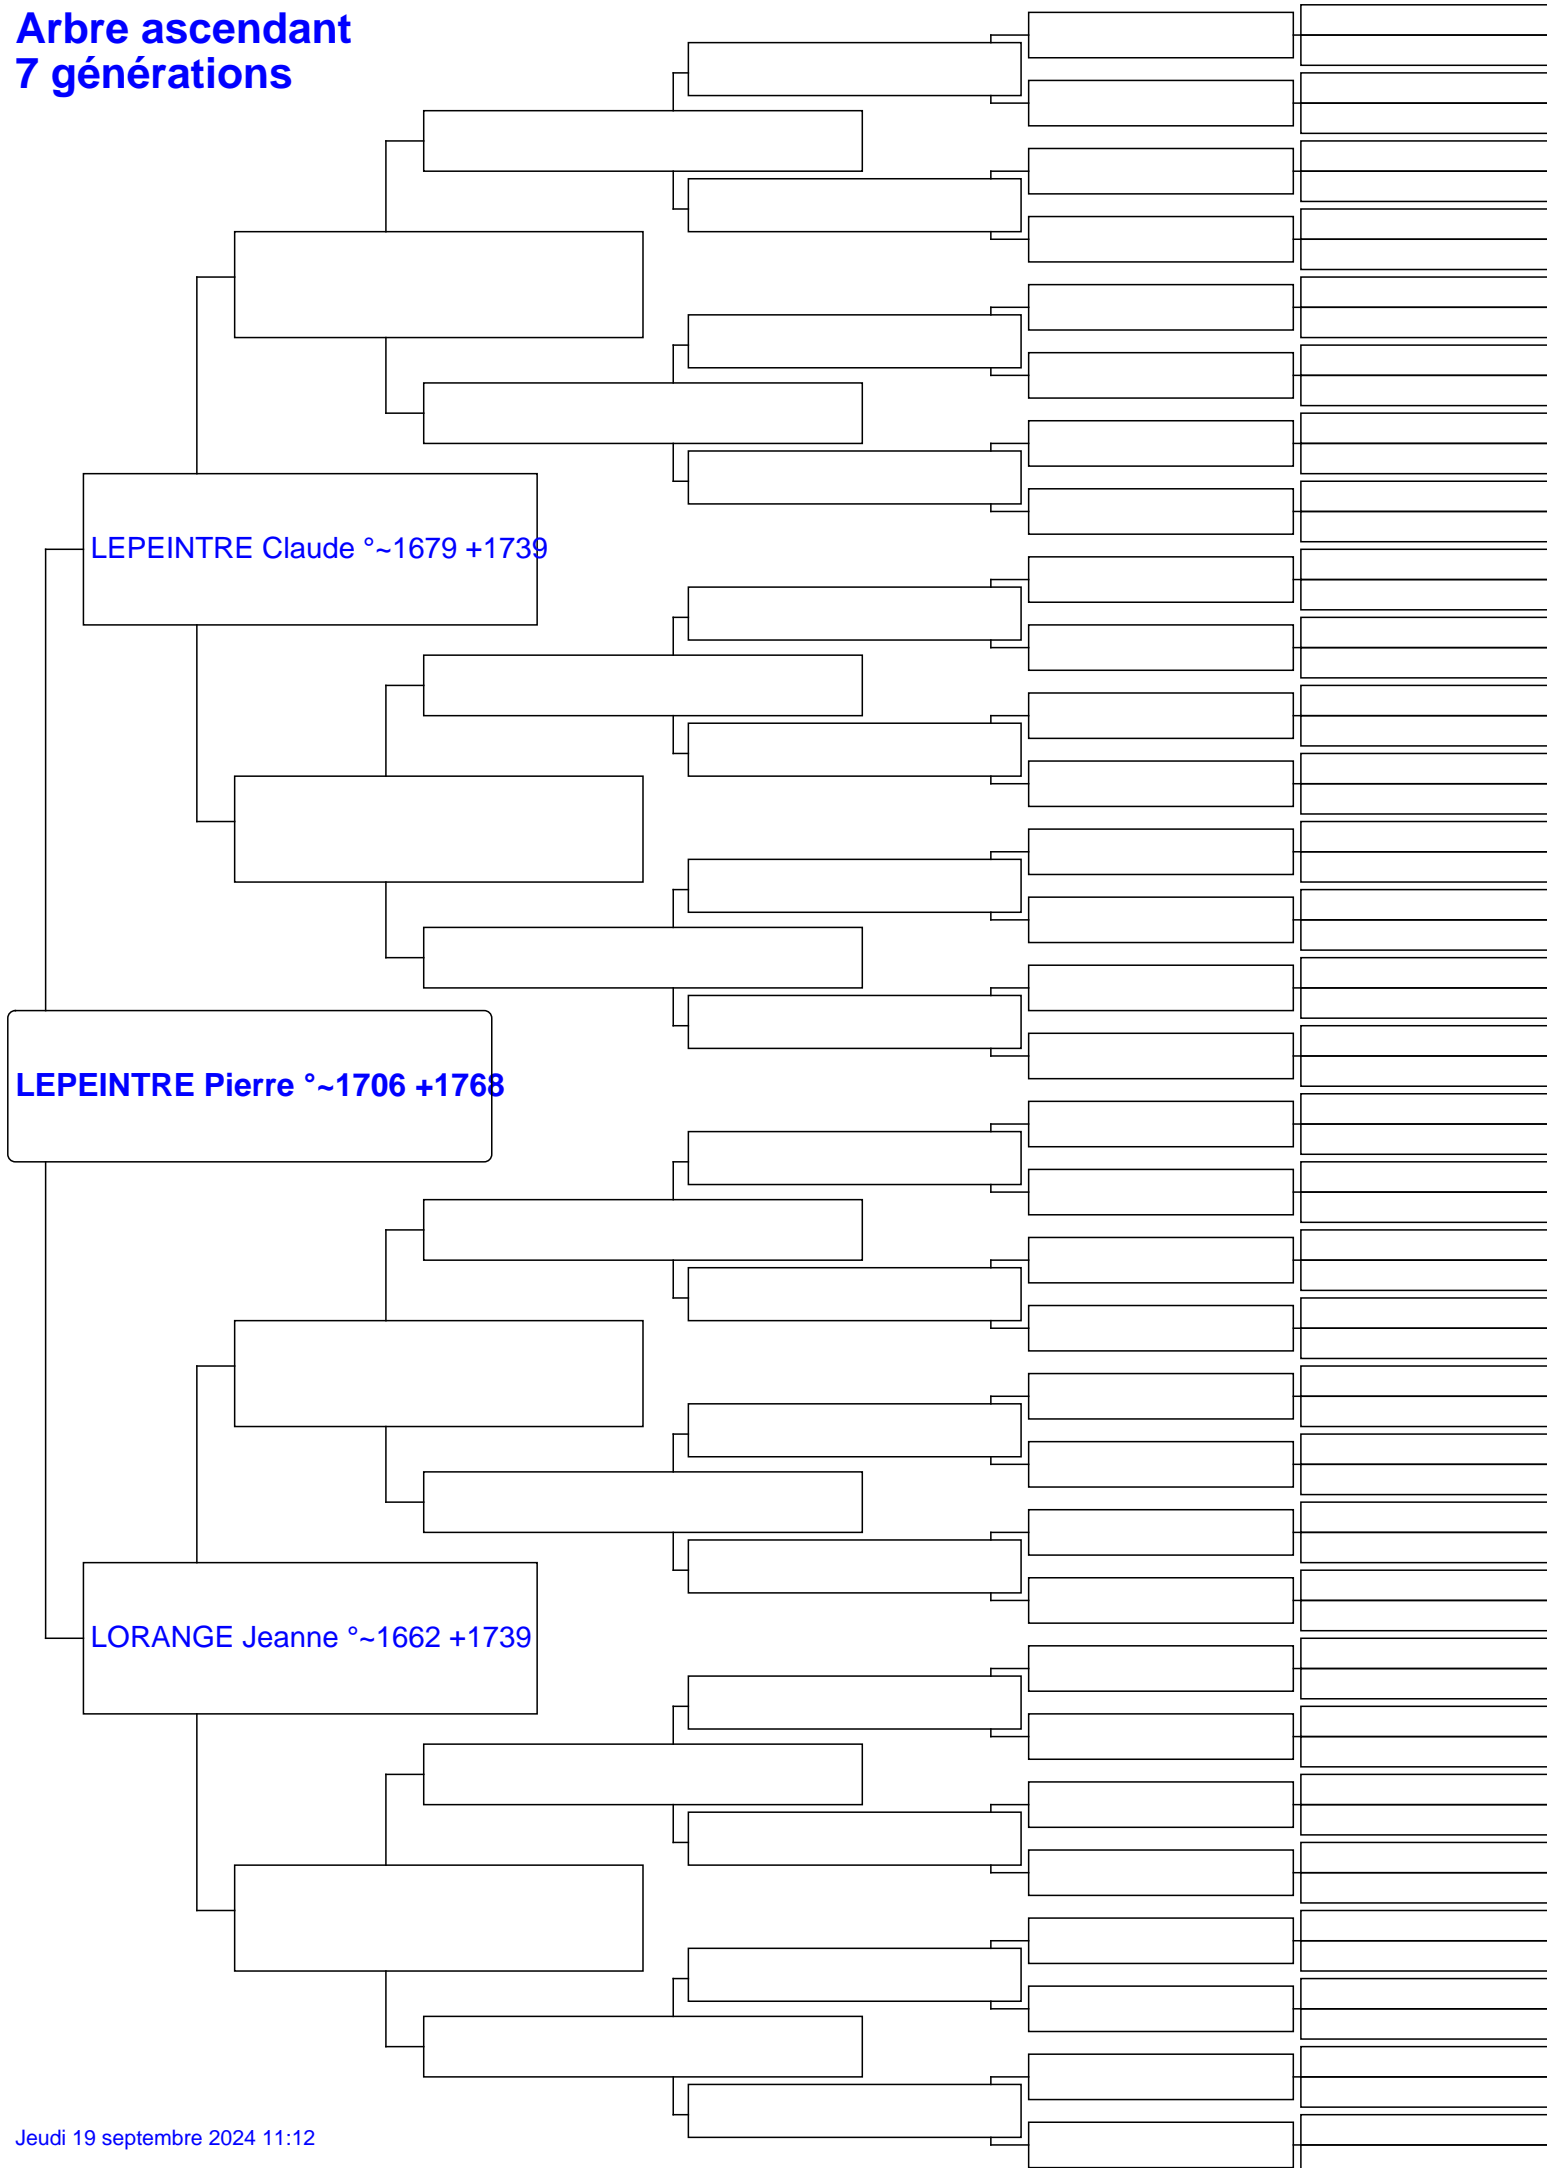 Arbre ascendant
7 générations
LEPEINTRE Claude °~1679 +1739
LEPEINTRE Pierre °~1706 +1768
LORANGE Jeanne °~1662 +1739
Jeudi 19 septembre 2024 11:12